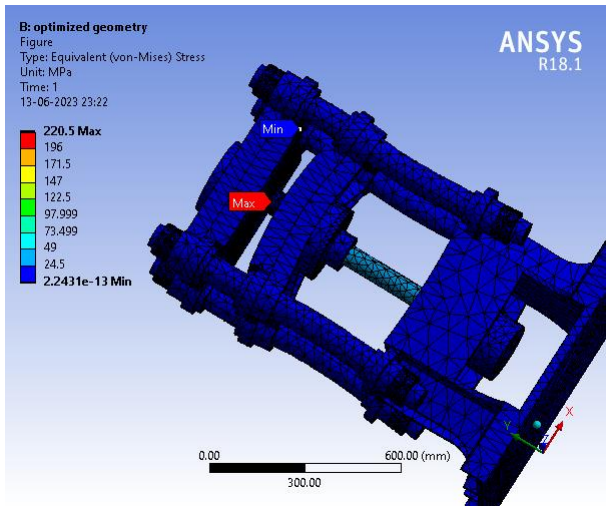 B: optimized geometry
Figure
Type: Equivalent (von-Mises) Stress
Unit: MPa
Time: 1
13-06-2023 23:22
ANSYS
R18.1
220.5 Max
196
171.5
147
122.5
97.999
73.499
49
24.5
2.2431e-13 Min
Min
Max
0.00
600.00 (mm)
300.00
Y
X